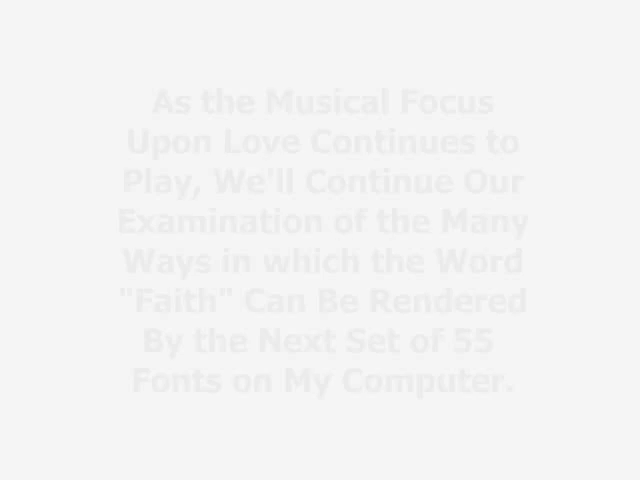 As the Musical Focus
Upon Love Continues to
Play, We'll Continue Our
Examination of the Many
Ways in which the Word
"Faith" Can Be Rendered
By the Next Set of 55
Fonts on My Computer.